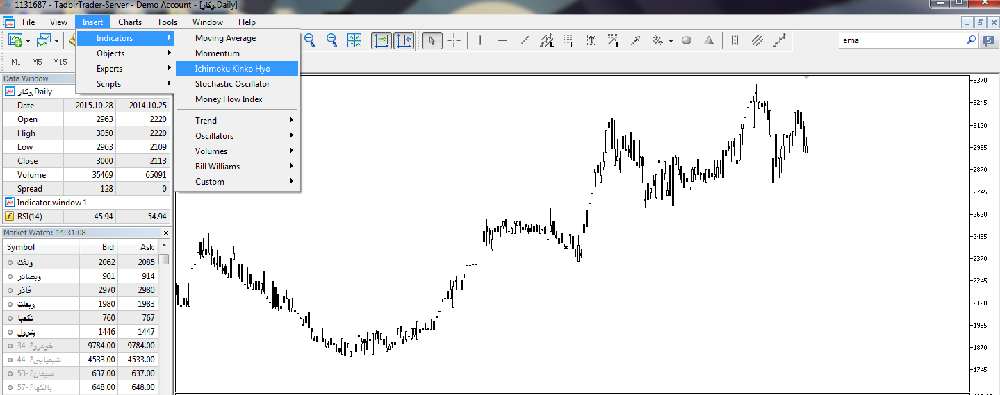 1131687 - TadbirTrader-Server - Demo Account - [وکار,Daily]
File View Insert Charts Tools Window Help
Indicators
Objects
Experts
Scripts
Moving Average
Momentum
Ichimoku Kinko Hyo
Stochastic Oscillator
Money Flow Index
Trend
Oscillators
Volumes
Bill Williams
Custom
E F T F
ema
5
M1 M5 M15
Data Window
وکار,Daily
Date 2015.10.28 2014.10.25
Open 2963 2220
High 3050 2220
Low 2963 2109
Close 3000 2113
Volume 35469 65091
Spread 128 0
Indicator window 1
RSI(14) 45.94 54.94
Market Watch: 14:31:08
Symbol Bid Ask
ونفت 2062 2085
وبصادر 901 914
فاذر 2970 2980
وبملت 1980 1983
تکمبا 760 767
پترول 1446 1447
خودرو۶-34 9784.00 9784.00
شیمیایی۶-44 4533.00 4533.00
سیمان۶-53 637.00 637.00
بانکها۶-57 648.00 648.00
3370
3245
3120
2995
2870
2745
2620
2495
2370
2245
2120
1995
1870
1745